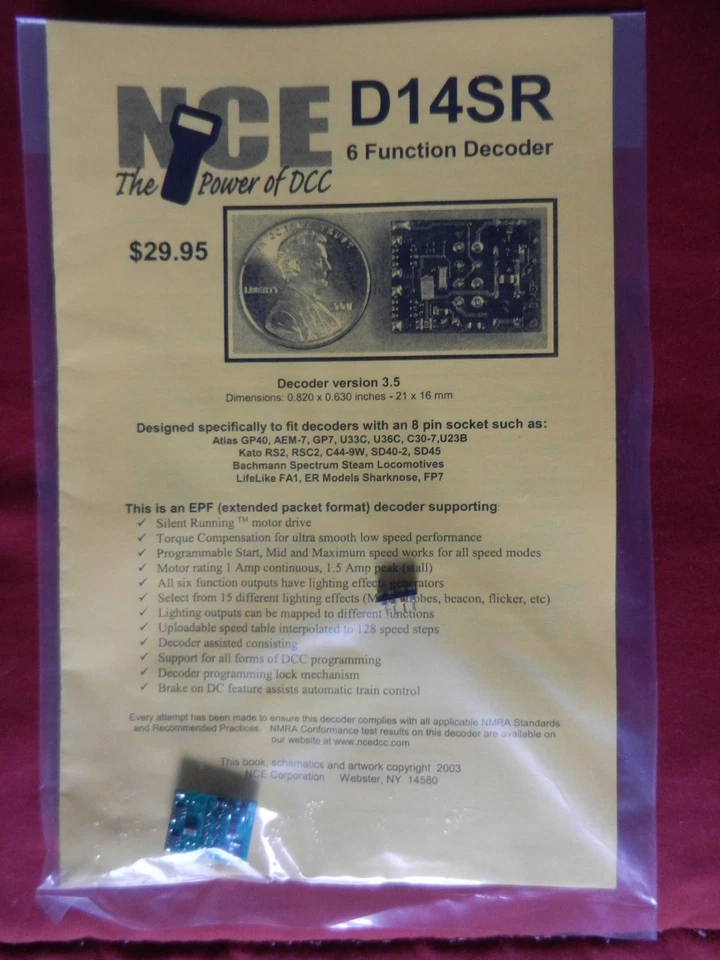 NCE D14SR
6 Function Decoder
The Power of DCC
$29.95
LIBERTY
Decoder version 3.5
Dimensions: 0.820 x 0.630 inches - 21 x 16 mm
Designed specifically to fit decoders with an 8 pin socket such as:
Atlas GP40, AEM-7, GP7, U33C, U36C, C30-7,U23B
Kato RS2, RSC2, C44-9W, SD40-2, SD45
Bachmann Spectrum Steam Locomotives
LifeLike FA1, ER Models Sharknose, FP7
This is an EPF (extended packet format) decoder supporting:
✓ Silent Running ™ motor drive
✓ Torque Compensation for ultra smooth low speed performance
✓ Programmable Start, Mid and Maximum speed works for all speed modes
✓ Motor rating 1 Amp continuous, 1.5 Amp peak (stall)
✓ All six function outputs have lighting effects generators
✓ Select from 15 different lighting effects (Mars, strobes, beacon, flicker, etc)
✓ Lighting outputs can be mapped to different functions
✓ Uploadable speed table interpolated to 128 speed steps
✓ Decoder assisted consisting
✓ Support for all forms of DCC programming
✓ Decoder programming lock mechanism
✓ Brake on DC feature assists automatic train control
Every attempt has been made to ensure this decoder complies with all applicable NMRA Standards
and Recommended Practices. NMRA Conformance test results on this decoder are available on
our website at www.ncedcc.com
This book, schematics and artwork copyright 2003
NCE Corporation Webster, NY 14580